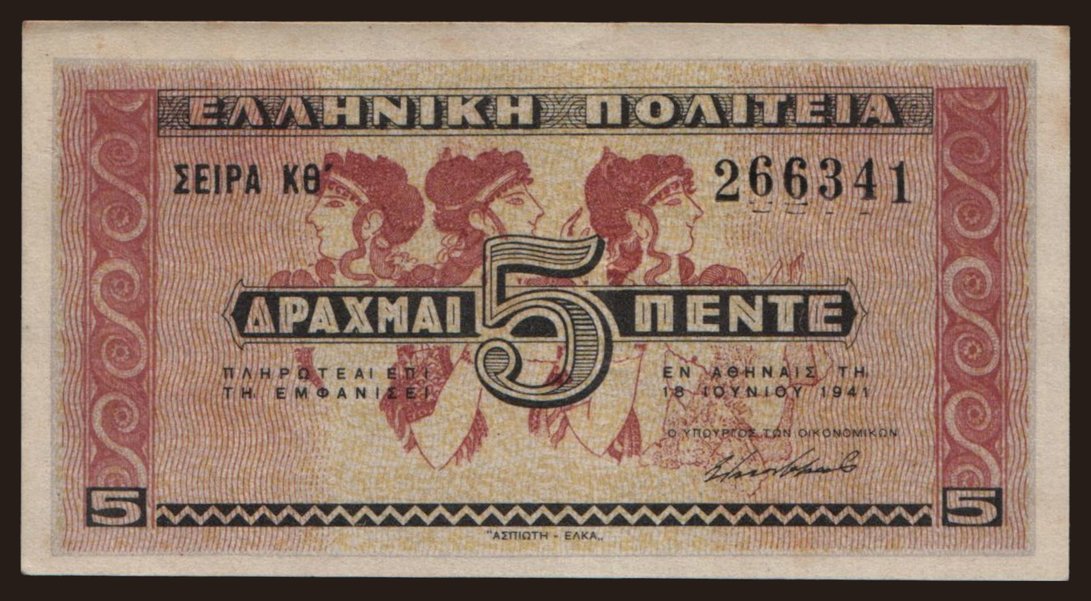 ΕΛΛΗΝΙΚΗ ΠΟΛΙΤΕΙΑ
ΣΕΙΡΑ ΚΘ΄
266341
ΔΡΑΧΜΑΙ 5 ΠΕΝΤΕ
ΠΛΗΡΩΤΕΑΙ ΕΠΙ
ΤΗ ΕΜΦΑΝΙΣΕΙ
ΕΝ ΑΘΗΝΑΙΣ ΤΗ
18 ΙΟΥΝΙΟΥ 1941
Ο ΥΠΟΥΡΓΟΣ ΤΩΝ ΟΙΚΟΝΟΜΙΚΩΝ
5
5
"ΑΣΠΙΩΤΗ - ΕΛΚΑ„